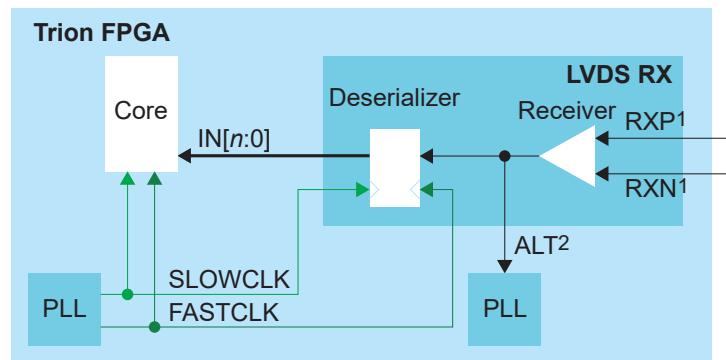 Trion FPGA
LVDS RX
Core
Deserializer
Receiver
RXP1
IN[n:0]
RXN1
ALT2
SLOWCLK
PLL
FASTCLK
PLL